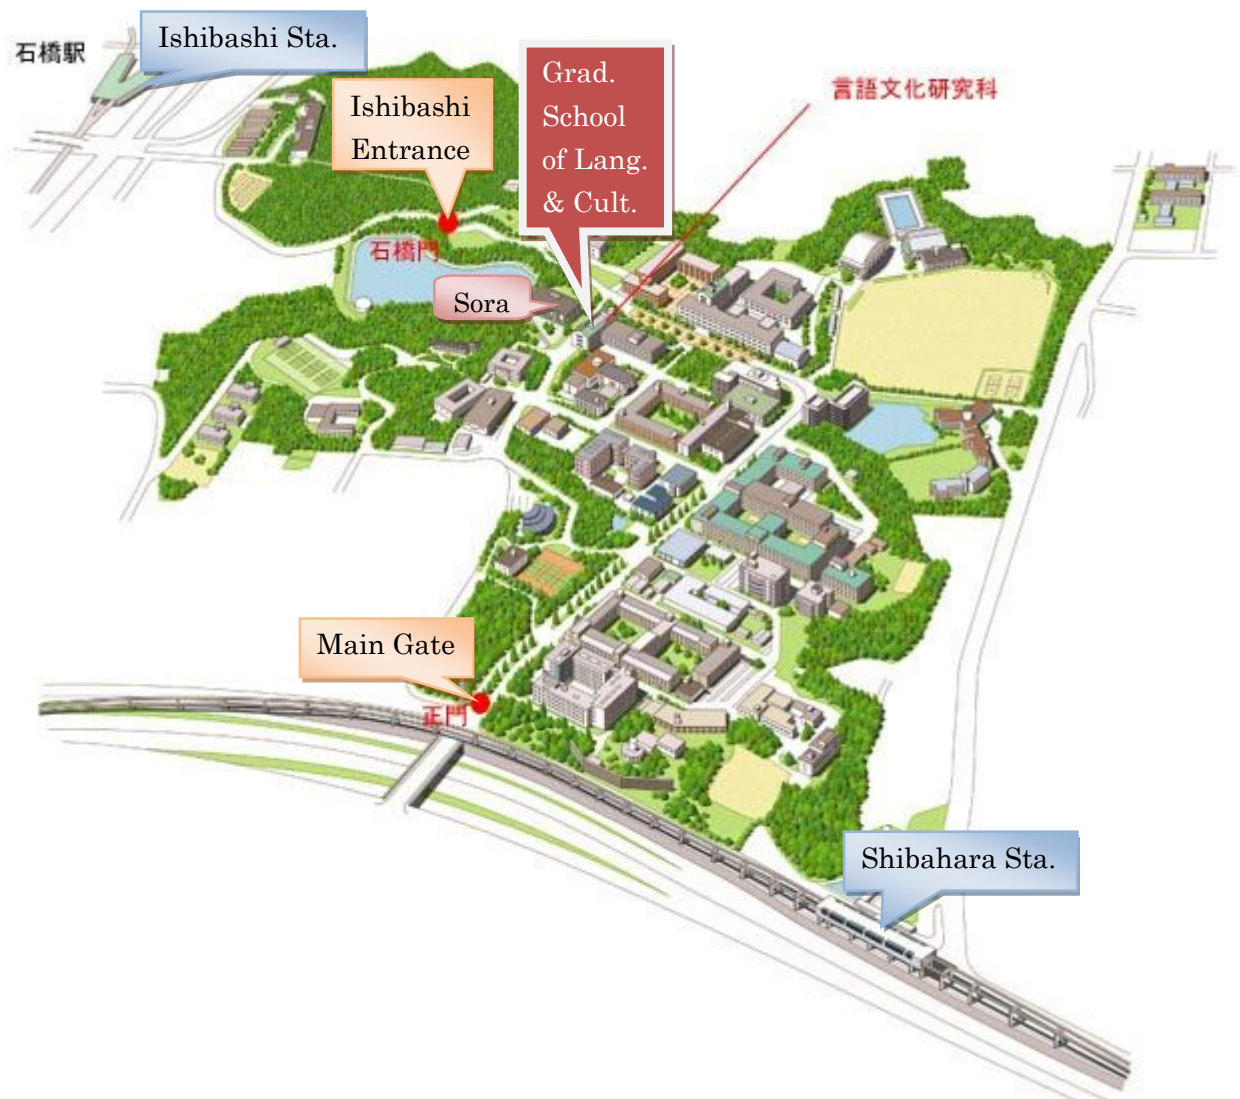 石橋駅
Ishibashi Sta.
Ishibashi
Entrance
Grad.
School
of Lang.
& Cult.
言語文化研究科
石橋門
Sora
Main Gate
正門
Shibahara Sta.